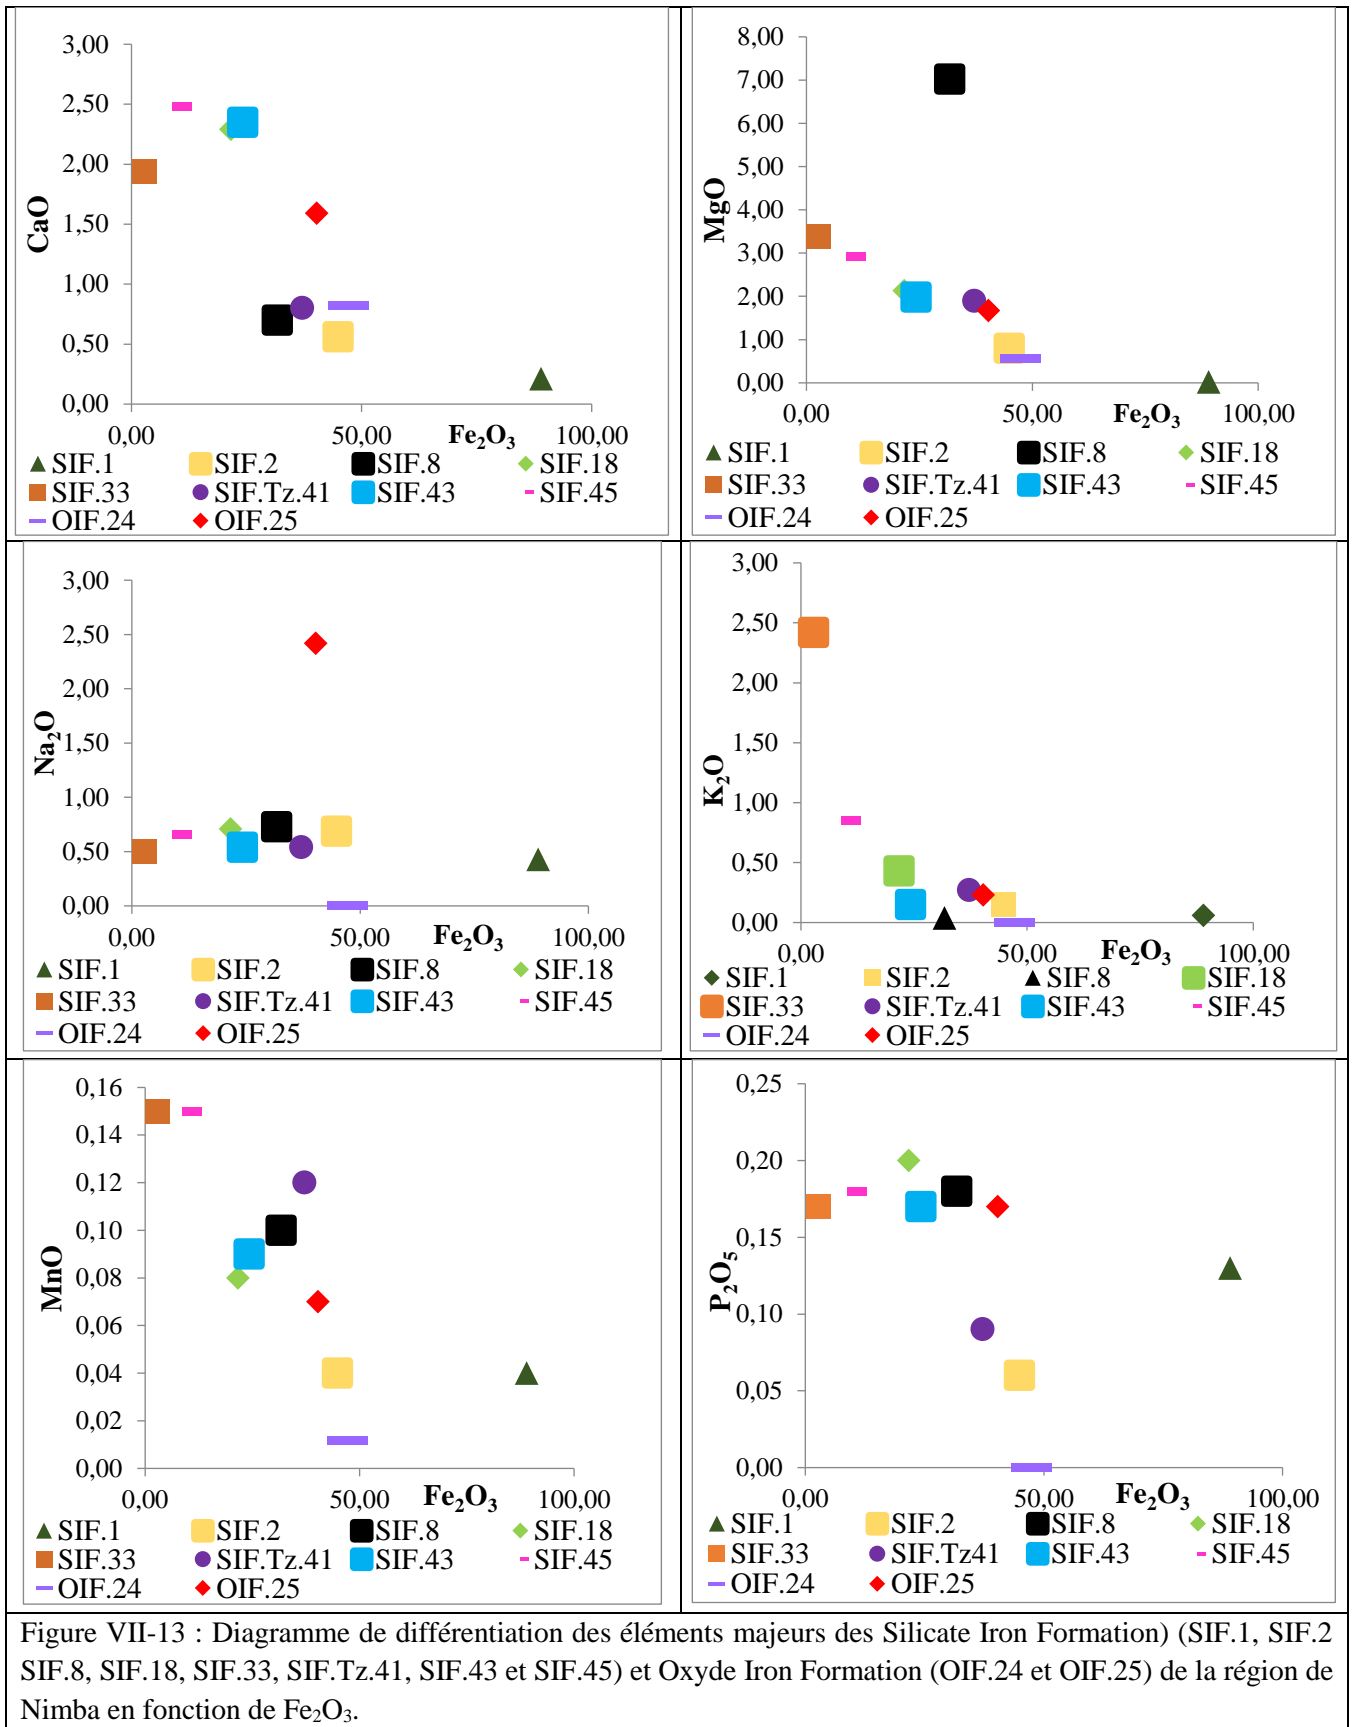 3,00
2,50
2,00
1,50
1,00
0,50
0,00
CaO
0,00 50,00 Fe₂O₃ 100,00
SIF.1 SIF.2 SIF.8 SIF.18
SIF.33 SIF.Tz.41 SIF.43 SIF.45
OIF.24 OIF.25
8,00
7,00
6,00
5,00
4,00
3,00
2,00
1,00
0,00
MgO
0,00 50,00 Fe₂O₃ 100,00
SIF.1 SIF.2 SIF.8 SIF.18
SIF.33 SIF.Tz.41 SIF.43 SIF.45
OIF.24 OIF.25
3,00
2,50
2,00
1,50
1,00
0,50
0,00
Na₂O
0,00 50,00 Fe₂O₃ 100,00
SIF.1 SIF.2 SIF.8 SIF.18
SIF.33 SIF.Tz.41 SIF.43 SIF.45
OIF.24 OIF.25
3,00
2,50
2,00
1,50
1,00
0,50
0,00
K₂O
0,00 50,00 Fe₂O₃ 100,00
SIF.1 SIF.2 SIF.8 SIF.18
SIF.33 SIF.Tz.41 SIF.43 SIF.45
OIF.24 OIF.25
0,16
0,14
0,12
0,10
0,08
0,06
0,04
0,02
0,00
MnO
0,00 50,00 Fe₂O₃ 100,00
SIF.1 SIF.2 SIF.8 SIF.18
SIF.33 SIF.Tz.41 SIF.43 SIF.45
OIF.24 OIF.25
0,25
0,20
0,15
0,10
0,05
0,00
P₂O₅
0,00 50,00 Fe₂O₃ 100,00
SIF.1 SIF.2 SIF.8 SIF.18
SIF.33 SIF.Tz41 SIF.43 SIF.45
OIF.24 OIF.25
Figure VII-13 : Diagramme de différentiation des éléments majeurs des Silicate Iron Formation) (SIF.1, SIF.2
SIF.8, SIF.18, SIF.33, SIF.Tz.41, SIF.43 et SIF.45) et Oxyde Iron Formation (OIF.24 et OIF.25) de la région de
Nimba en fonction de Fe₂O₃.